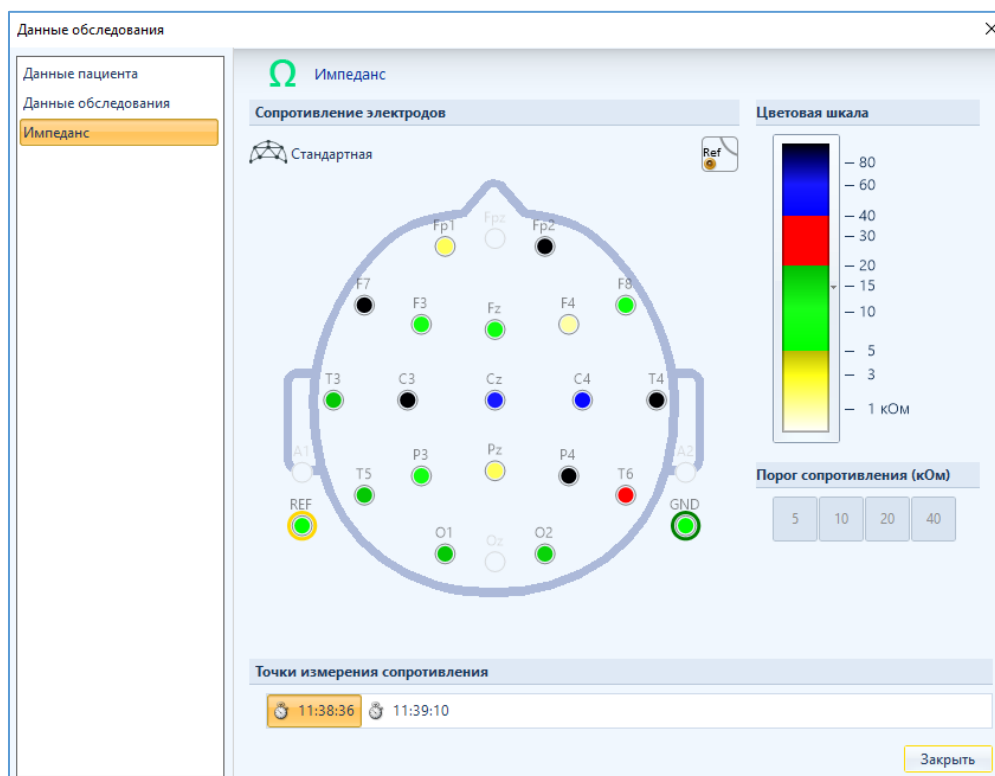 Данные обследования
Данные пациента
Данные обследования
Импеданс
Ω Импеданс
Сопротивление электродов
Стандартная
Ref
Fpz
Fp1 Fp2
F7 F8
F3 Fz F4
T3 C3 Cz C4 T4
A1 A2
P3 Pz P4
T5 T6
REF GND
O1 Oz O2
Цветовая шкала
80
60
40
30
20
15
10
5
3
1 кОм
Порог сопротивления (кОм)
5 10 20 40
Точки измерения сопротивления
11:38:36 11:39:10
Закрыть